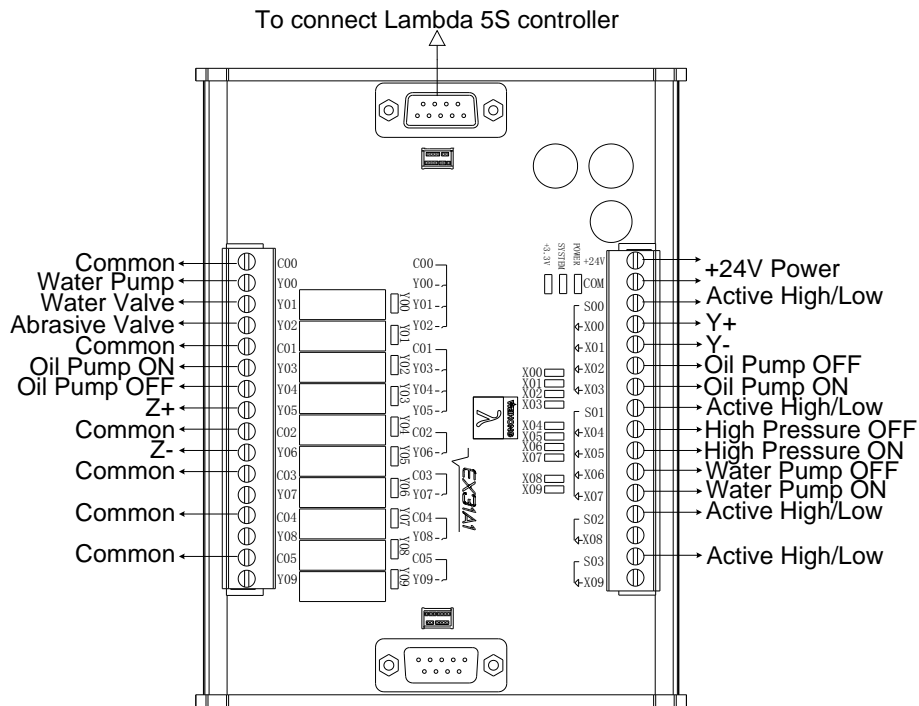 To connect Lambda 5S controller
Common
Water Pump
Water Valve
Abrasive Valve
Common
Oil Pump ON
Oil Pump OFF
Z+
Common
Z-
Common
Common
Common
C00
Y00
Y01
Y02
C01
Y03
Y04
Y05
C02
Y06
C03
Y07
C04
Y08
C05
Y09
Y00
Y01
Y02
Y03
Y04
Y05
Y06
Y07
Y08
Y09
C00
Y00
Y01
Y02
C01
Y03
Y04
Y05
C02
Y06
C03
Y07
C04
Y08
C05
Y09
EX31A1
WEIHONG
+3.3V
SYSTEM
POWER
X00
X01
X02
X03
X04
X05
X06
X07
X08
X09
+24V
COM
S00
X00
X01
X02
X03
S01
X04
X05
X06
X07
S02
X08
S03
X09
+24V Power
Active High/Low
Y+
Y-
Oil Pump OFF
Oil Pump ON
Active High/Low
High Pressure OFF
High Pressure ON
Water Pump OFF
Water Pump ON
Active High/Low
Active High/Low